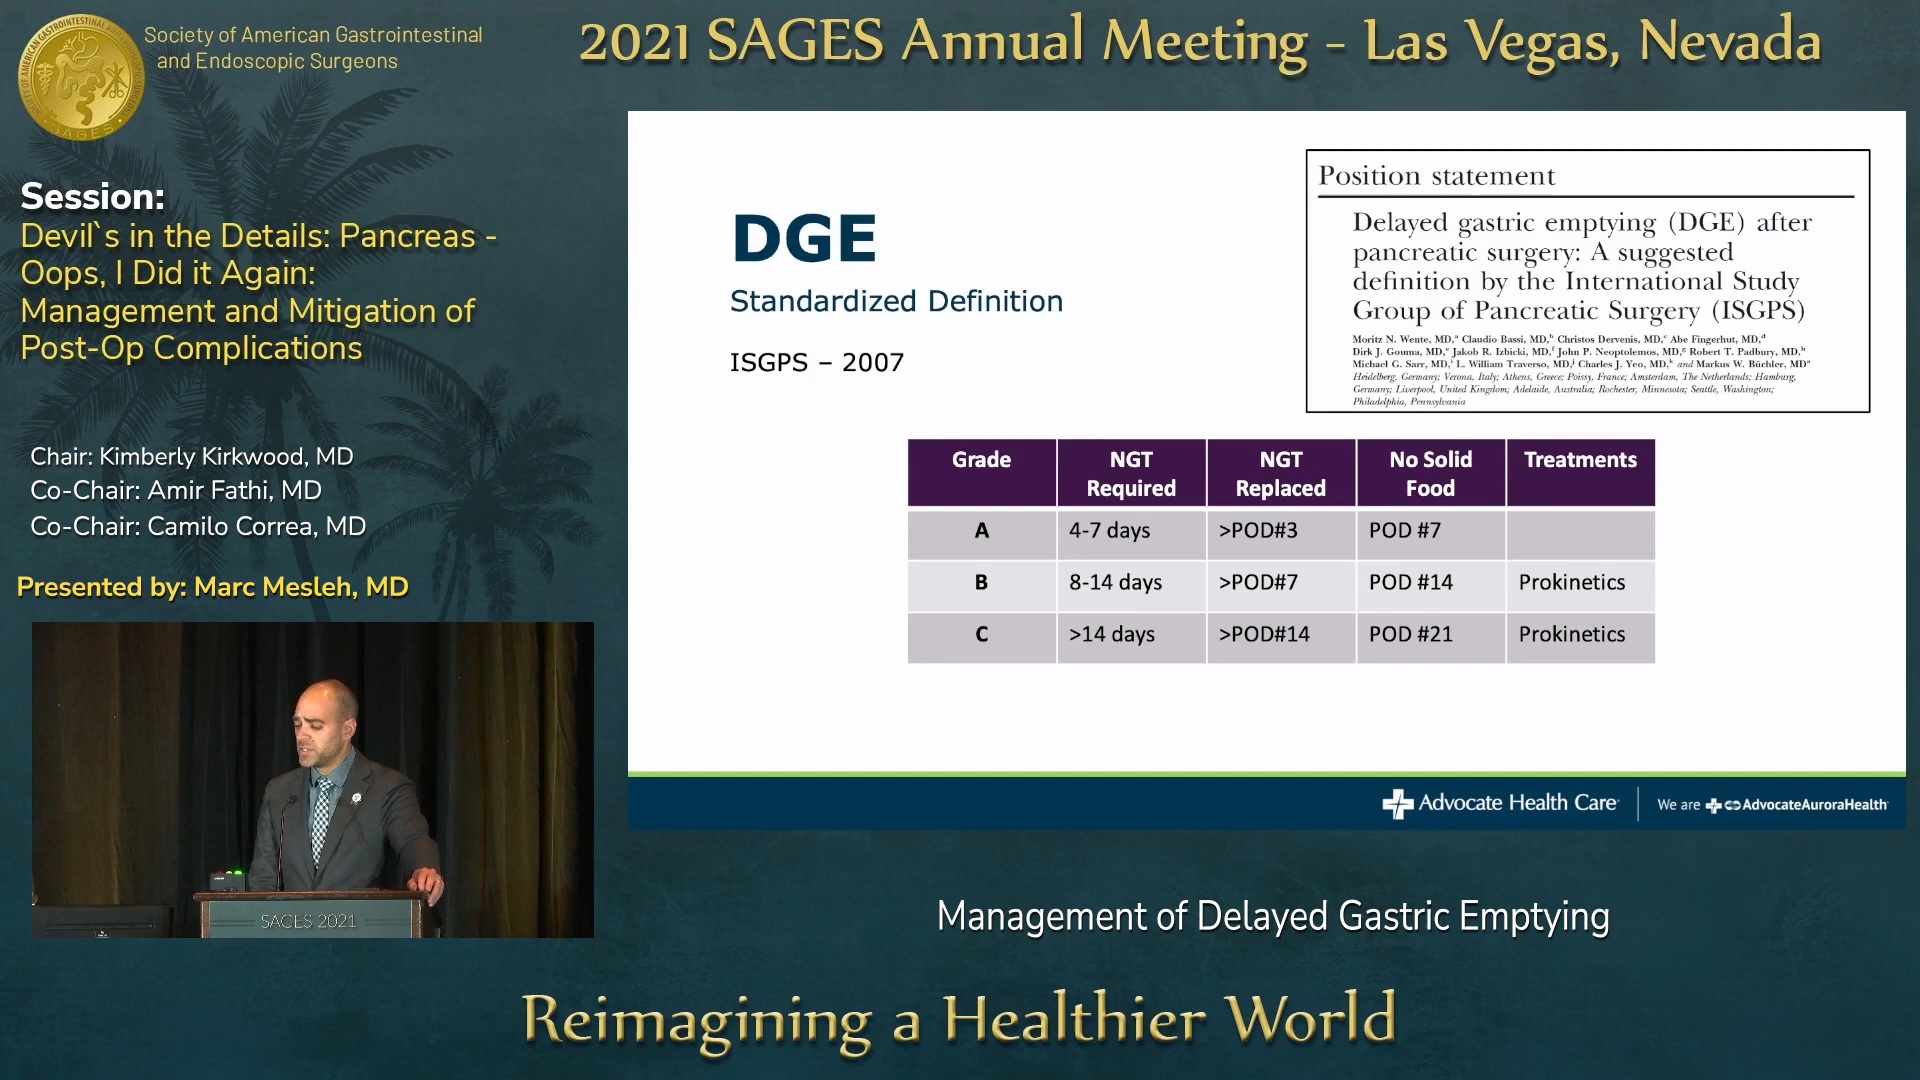 Society of American Gastrointestinal
and Endoscopic Surgeons
SAGES
2021 SAGES Annual Meeting - Las Vegas, Nevada
Session:
Devil`s in the Details: Pancreas -
Oops, I Did it Again:
Management and Mitigation of
Post-Op Complications
Chair: Kimberly Kirkwood, MD
Co-Chair: Amir Fathi, MD
Co-Chair: Camilo Correa, MD
Presented by: Marc Mesleh, MD
SAGES 2021
DGE
Standardized Definition
ISGPS – 2007
Position statement
Delayed gastric emptying (DGE) after
pancreatic surgery: A suggested
definition by the International Study
Group of Pancreatic Surgery (ISGPS)
Moritz N. Wente, MD,a Claudio Bassi, MD,b Christos Dervenis, MD,c Abe Fingerhut, MD,d
Dirk J. Gouma, MD,e Jakob R. Izbicki, MD,f John P. Neoptolemos, MD,g Robert T. Padbury, MD,h
Michael G. Sarr, MD,i L. William Traverso, MD,j Charles J. Yeo, MD,k and Markus W. Büchler, MDa
Heidelberg, Germany; Verona, Italy; Athens, Greece; Poissy, France; Amsterdam, The Netherlands; Hamburg,
Germany; Liverpool, United Kingdom; Adelaide, Australia; Rochester, Minnesota; Seattle, Washington;
Philadelphia, Pennsylvania
Grade NGT Required NGT Replaced No Solid Food Treatments
A 4-7 days >POD#3 POD #7
B 8-14 days >POD#7 POD #14 Prokinetics
C >14 days >POD#14 POD #21 Prokinetics
Advocate Health Care We are AdvocateAuroraHealth
Management of Delayed Gastric Emptying
Reimagining a Healthier World